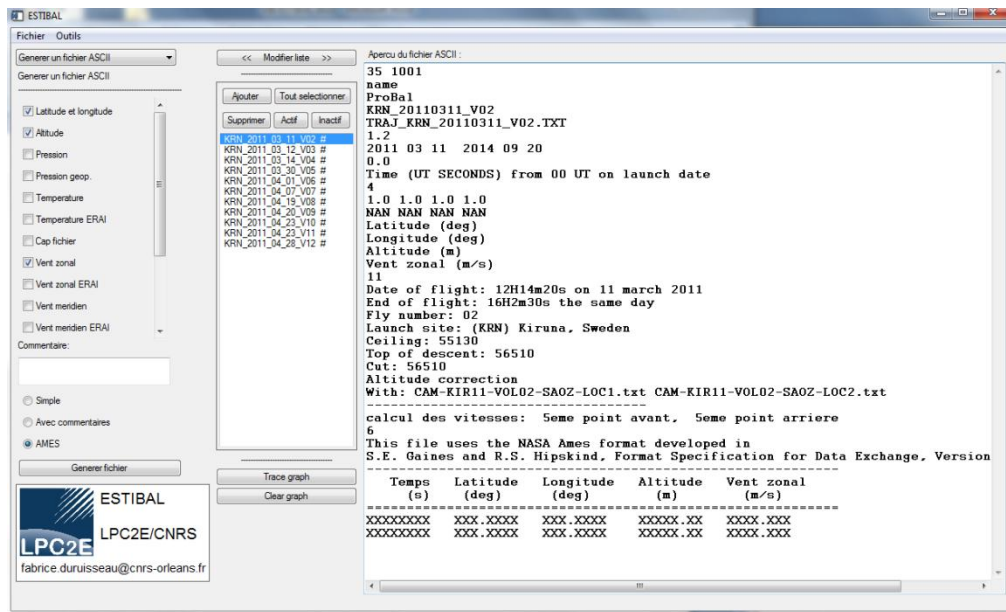 ESTIBAL
Fichier Outils
Generer un fichier ASCII
Generer un fichier ASCII
Latitude et longitude
Altitude
Pression
Pression geop.
Temperature
Temperature ERAI
Cap fichier
Vent zonal
Vent zonal ERAI
Vent meridien
Vent meridien ERAI
Commentaire:
Simple
Avec commentaires
AMES
Generer fichier
ESTIBAL
LPC2E/CNRS
LPC2E
fabrice.duruisseau@cnrs-orleans.fr
<< Modifier liste >>
Ajouter Tout selectionner
Supprimer Actif Inactif
KRN_2011_03_11_V02 #
KRN_2011_03_12_V03 #
KRN_2011_03_14_V04 #
KRN_2011_03_30_V05 #
KRN_2011_04_01_V06 #
KRN_2011_04_07_V07 #
KRN_2011_04_19_V08 #
KRN_2011_04_20_V09 #
KRN_2011_04_23_V10 #
KRN_2011_04_23_V11 #
KRN_2011_04_28_V12 #
Trace graph
Clear graph
Apercu du fichier ASCII :
35 1001
name
ProBal
KRN_20110311_V02
TRAJ_KRN_20110311_V02.TXT
1.2
2011 03 11 2014 09 20
0.0
Time (UT SECONDS) from 00 UT on launch date
4
1.0 1.0 1.0 1.0
NAN NAN NAN NAN
Latitude (deg)
Longitude (deg)
Altitude (m)
Vent zonal (m/s)
11
Date of flight: 12H14m20s on 11 march 2011
End of flight: 16H2m30s the same day
Fly number: 02
Launch site: (KRN) Kiruna, Sweden
Ceiling: 55130
Top of descent: 56510
Cut: 56510
Altitude correction
With: CAM-KIR11-VOL02-SAOZ-LOC1.txt CAM-KIR11-VOL02-SAOZ-LOC2.txt
calcul des vitesses: 5eme point avant, 5eme point arriere
6
This file uses the NASA Ames format developed in
S.E. Gaines and R.S. Hipskind, Format Specification for Data Exchange, Version
Temps Latitude Longitude Altitude Vent zonal
(s) (deg) (deg) (m) (m/s)
XXXXXXXX XXX.XXXX XXX.XXXX XXXXX.XX XXXX.XXX
XXXXXXXX XXX.XXXX XXX.XXXX XXXXX.XX XXXX.XXX